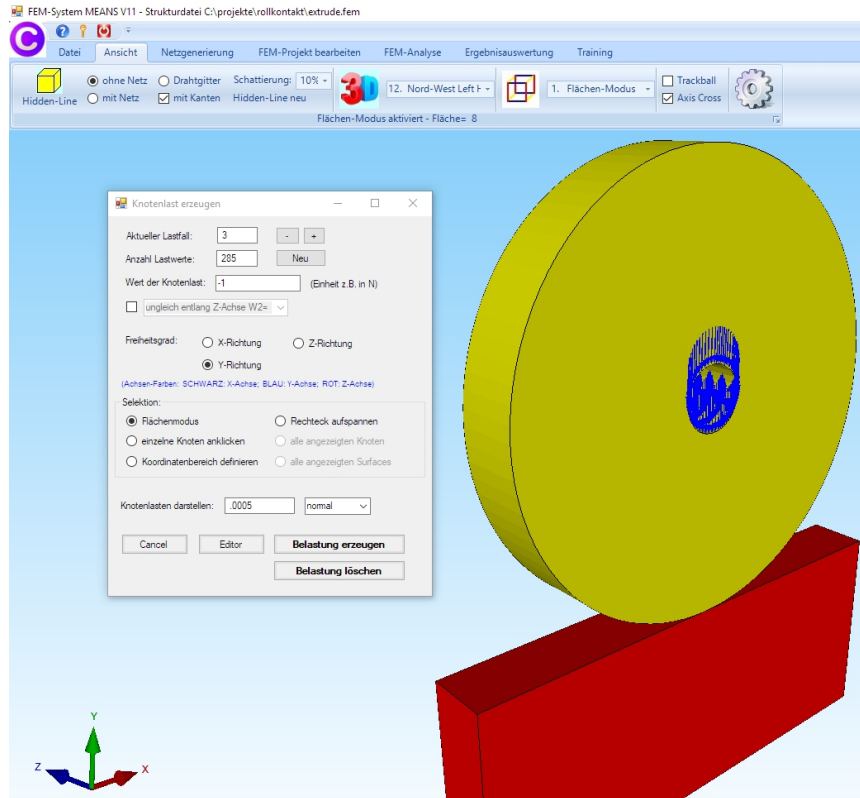 FEM-System MEANS V11 - Strukturdatei C:\projekte\rollkontakt\extrude.fem
Datei Ansicht Netzgenerierung FEM-Projekt bearbeiten FEM-Analyse Ergebnisauswertung Training
Hidden-Line
ohne Netz Drahtgitter Schattierung: 10%
mit Netz mit Kanten Hidden-Line neu
3D
12. Nord-West Left
1. Flächen-Modus
Trackball
Axis Cross
Flächen-Modus aktiviert - Fläche= 8
Knotenlast erzeugen
Aktueller Lastfall: 3 - +
Anzahl Lastwerte: 285 Neu
Wert der Knotenlast: -1 (Einheit z.B. in N)
ungleich entlang Z-Achse W2=
Freiheitsgrad: X-Richtung Z-Richtung
Y-Richtung
(Achsen-Farben: SCHWARZ: X-Achse; BLAU: Y-Achse; ROT: Z-Achse)
Selektion:
Flächenmodus Rechteck aufspannen
einzelne Knoten anklicken alle angezeigten Knoten
Koordinatenbereich definieren alle angezeigten Surfaces
Knotenlasten darstellen: .0005 normal
Cancel Editor Belastung erzeugen
Belastung löschen
Y
Z X